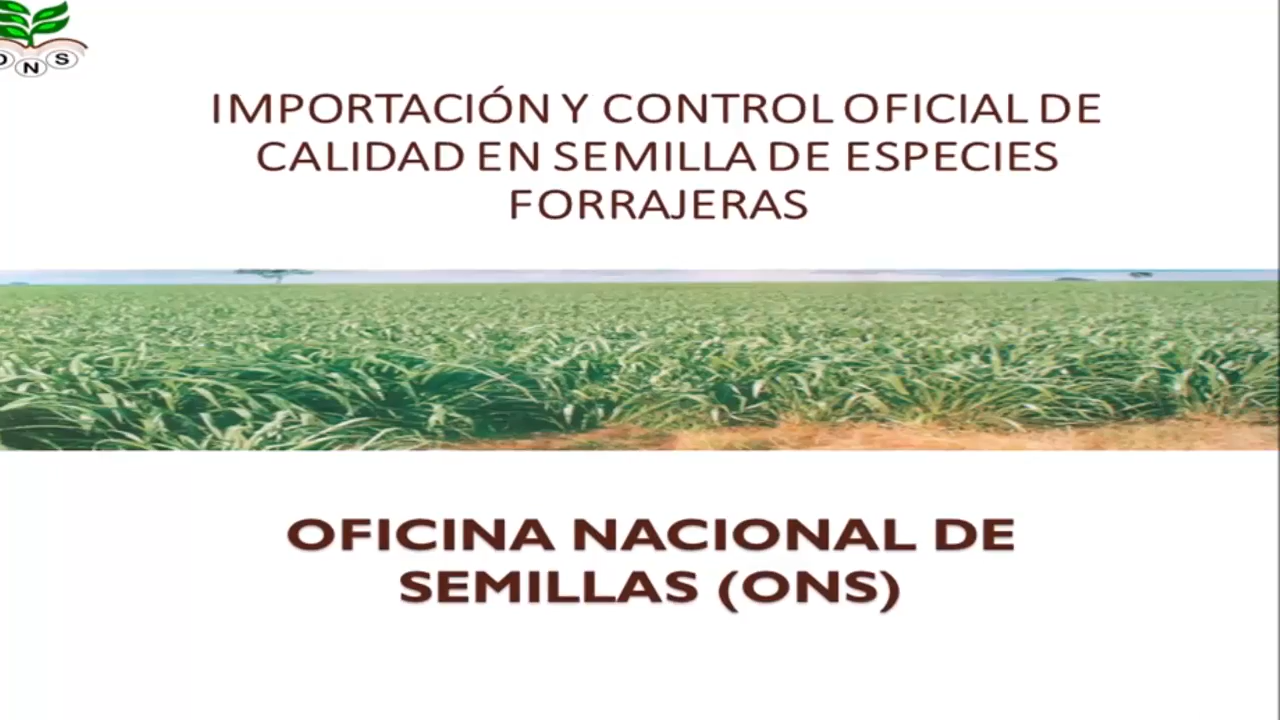 ONS
IMPORTACIÓN Y CONTROL OFICIAL DE
CALIDAD EN SEMILLA DE ESPECIES
FORRAJERAS
OFICINA NACIONAL DE
SEMILLAS (ONS)